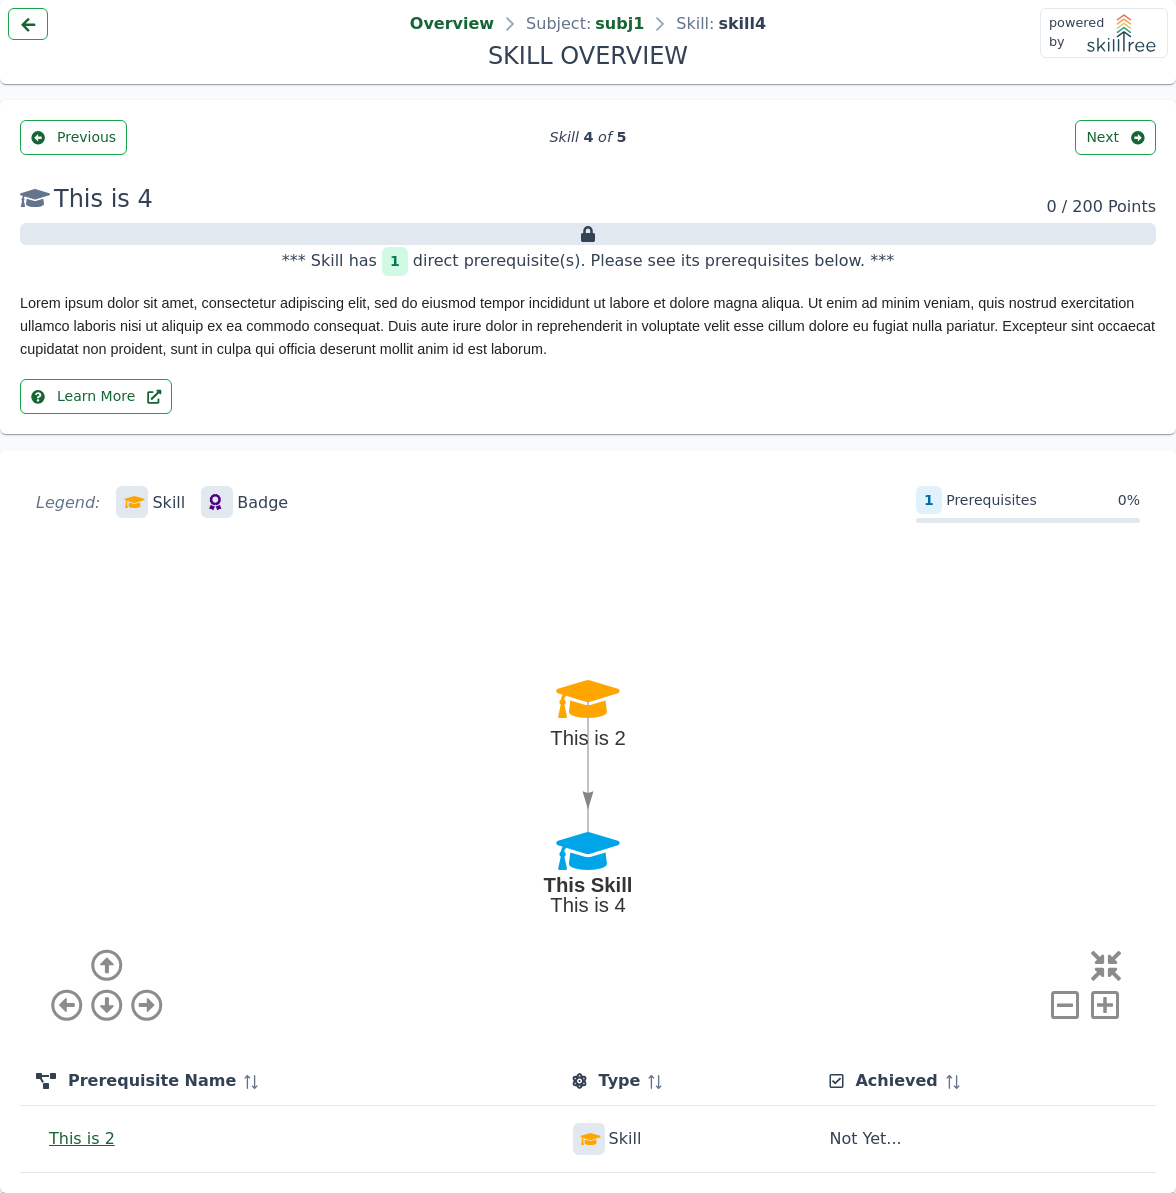 Overview > Subject: subj1 > Skill: skill4
SKILL OVERVIEW
powered
by skilltree
Previous
Skill 4 of 5
Next
This is 4
0 / 200 Points
*** Skill has 1 direct prerequisite(s). Please see its prerequisites below. ***
Lorem ipsum dolor sit amet, consectetur adipiscing elit, sed do eiusmod tempor incididunt ut labore et dolore magna aliqua. Ut enim ad minim veniam, quis nostrud exercitation
ullamco laboris nisi ut aliquip ex ea commodo consequat. Duis aute irure dolor in reprehenderit in voluptate velit esse cillum dolore eu fugiat nulla pariatur. Excepteur sint occaecat
cupidatat non proident, sunt in culpa qui officia deserunt mollit anim id est laborum.
Learn More
Legend: Skill Badge
1 Prerequisites 0%
This is 2
This Skill
This is 4
Prerequisite Name Type Achieved
This is 2 Skill Not Yet...